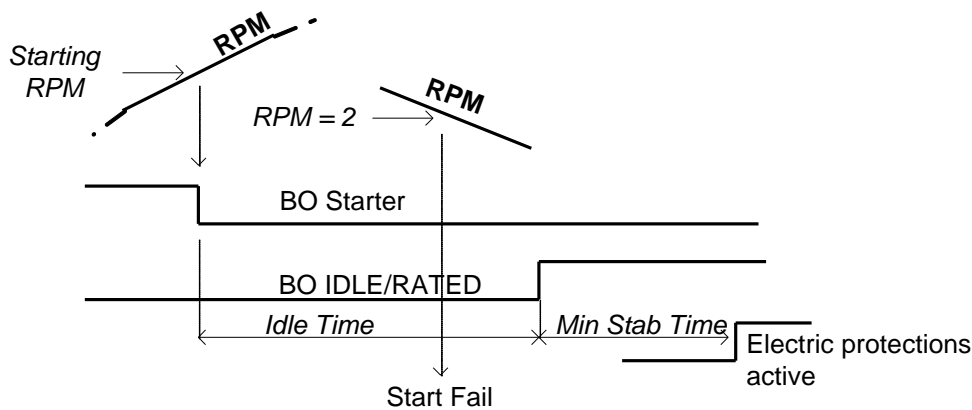 RPM
Starting
RPM
RPM
RPM = 2
BO Starter
BO IDLE/RATED
Idle Time
Min Stab Time
Electric protections
active
Start Fail